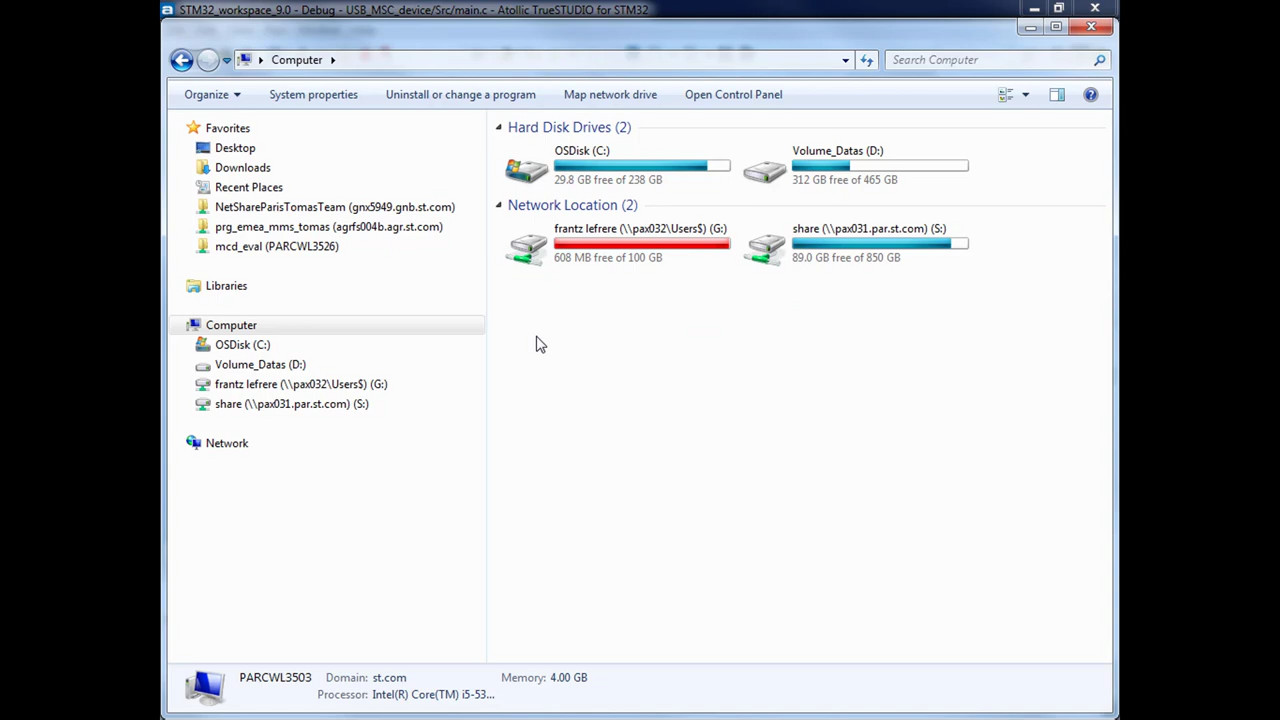 STM32_workspace_9.0 - Debug - USB_MSC_device/Src/main.c - Atollic TrueSTUDIO for STM32
Computer
Search Computer
Organize
System properties
Uninstall or change a program
Map network drive
Open Control Panel
Favorites
Desktop
Downloads
Recent Places
NetShareParisTomasTeam (gnx5949.gnb.st.com)
prg_emea_mms_tomas (agrfs004b.agr.st.com)
mcd_eval (PARCWL3526)
Libraries
Computer
OSDisk (C:)
Volume_Datas (D:)
frantz lefrere (\\pax032\Users$) (G:)
share (\\pax031.par.st.com) (S:)
Network
Hard Disk Drives (2)
OSDisk (C:)
29.8 GB free of 238 GB
Volume_Datas (D:)
312 GB free of 465 GB
Network Location (2)
frantz lefrere (\\pax032\Users$) (G:)
608 MB free of 100 GB
share (\\pax031.par.st.com) (S:)
89.0 GB free of 850 GB
PARCWL3503
Domain: st.com
Memory: 4.00 GB
Processor: Intel(R) Core(TM) i5-53...